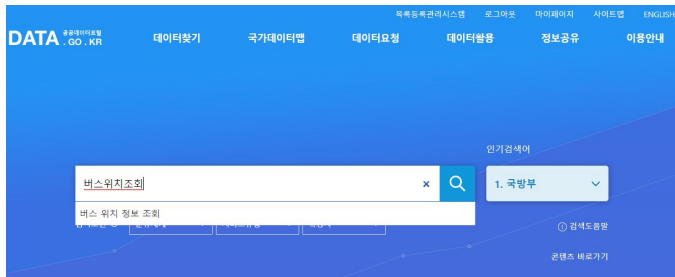 목록등록관리시스템 로그아웃 마이페이지 사이트맵 ENGLISH
DATA 공공데이터포털
.GO.KR
데이터찾기 국가데이터맵 데이터요청 데이터활용 정보공유 이용안내
인기검색어
버스위치조회 × 1. 국방부
버스 위치 정보 조회
ⓘ 검색도움말
콘텐츠 바로가기